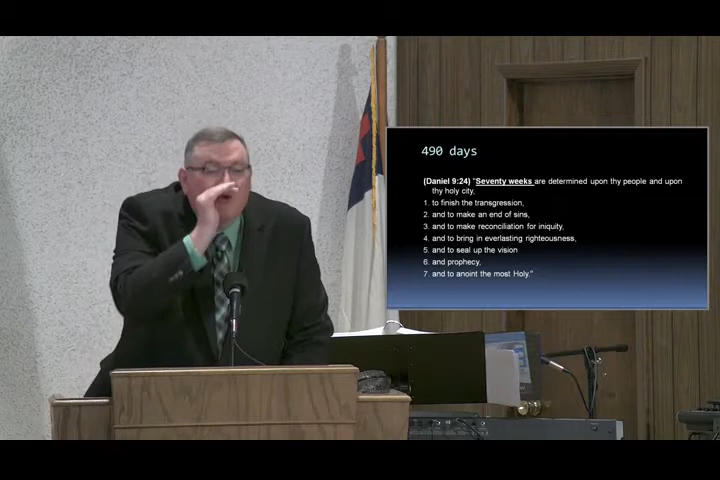 490 days
(Daniel 9:24) "Seventy weeks are determined upon thy people and upon
thy holy city,
1. to finish the transgression,
2. and to make an end of sins,
3. and to make reconciliation for iniquity,
4. and to bring in everlasting righteousness,
5. and to seal up the vision
6. and prophecy,
7. and to anoint the most Holy."